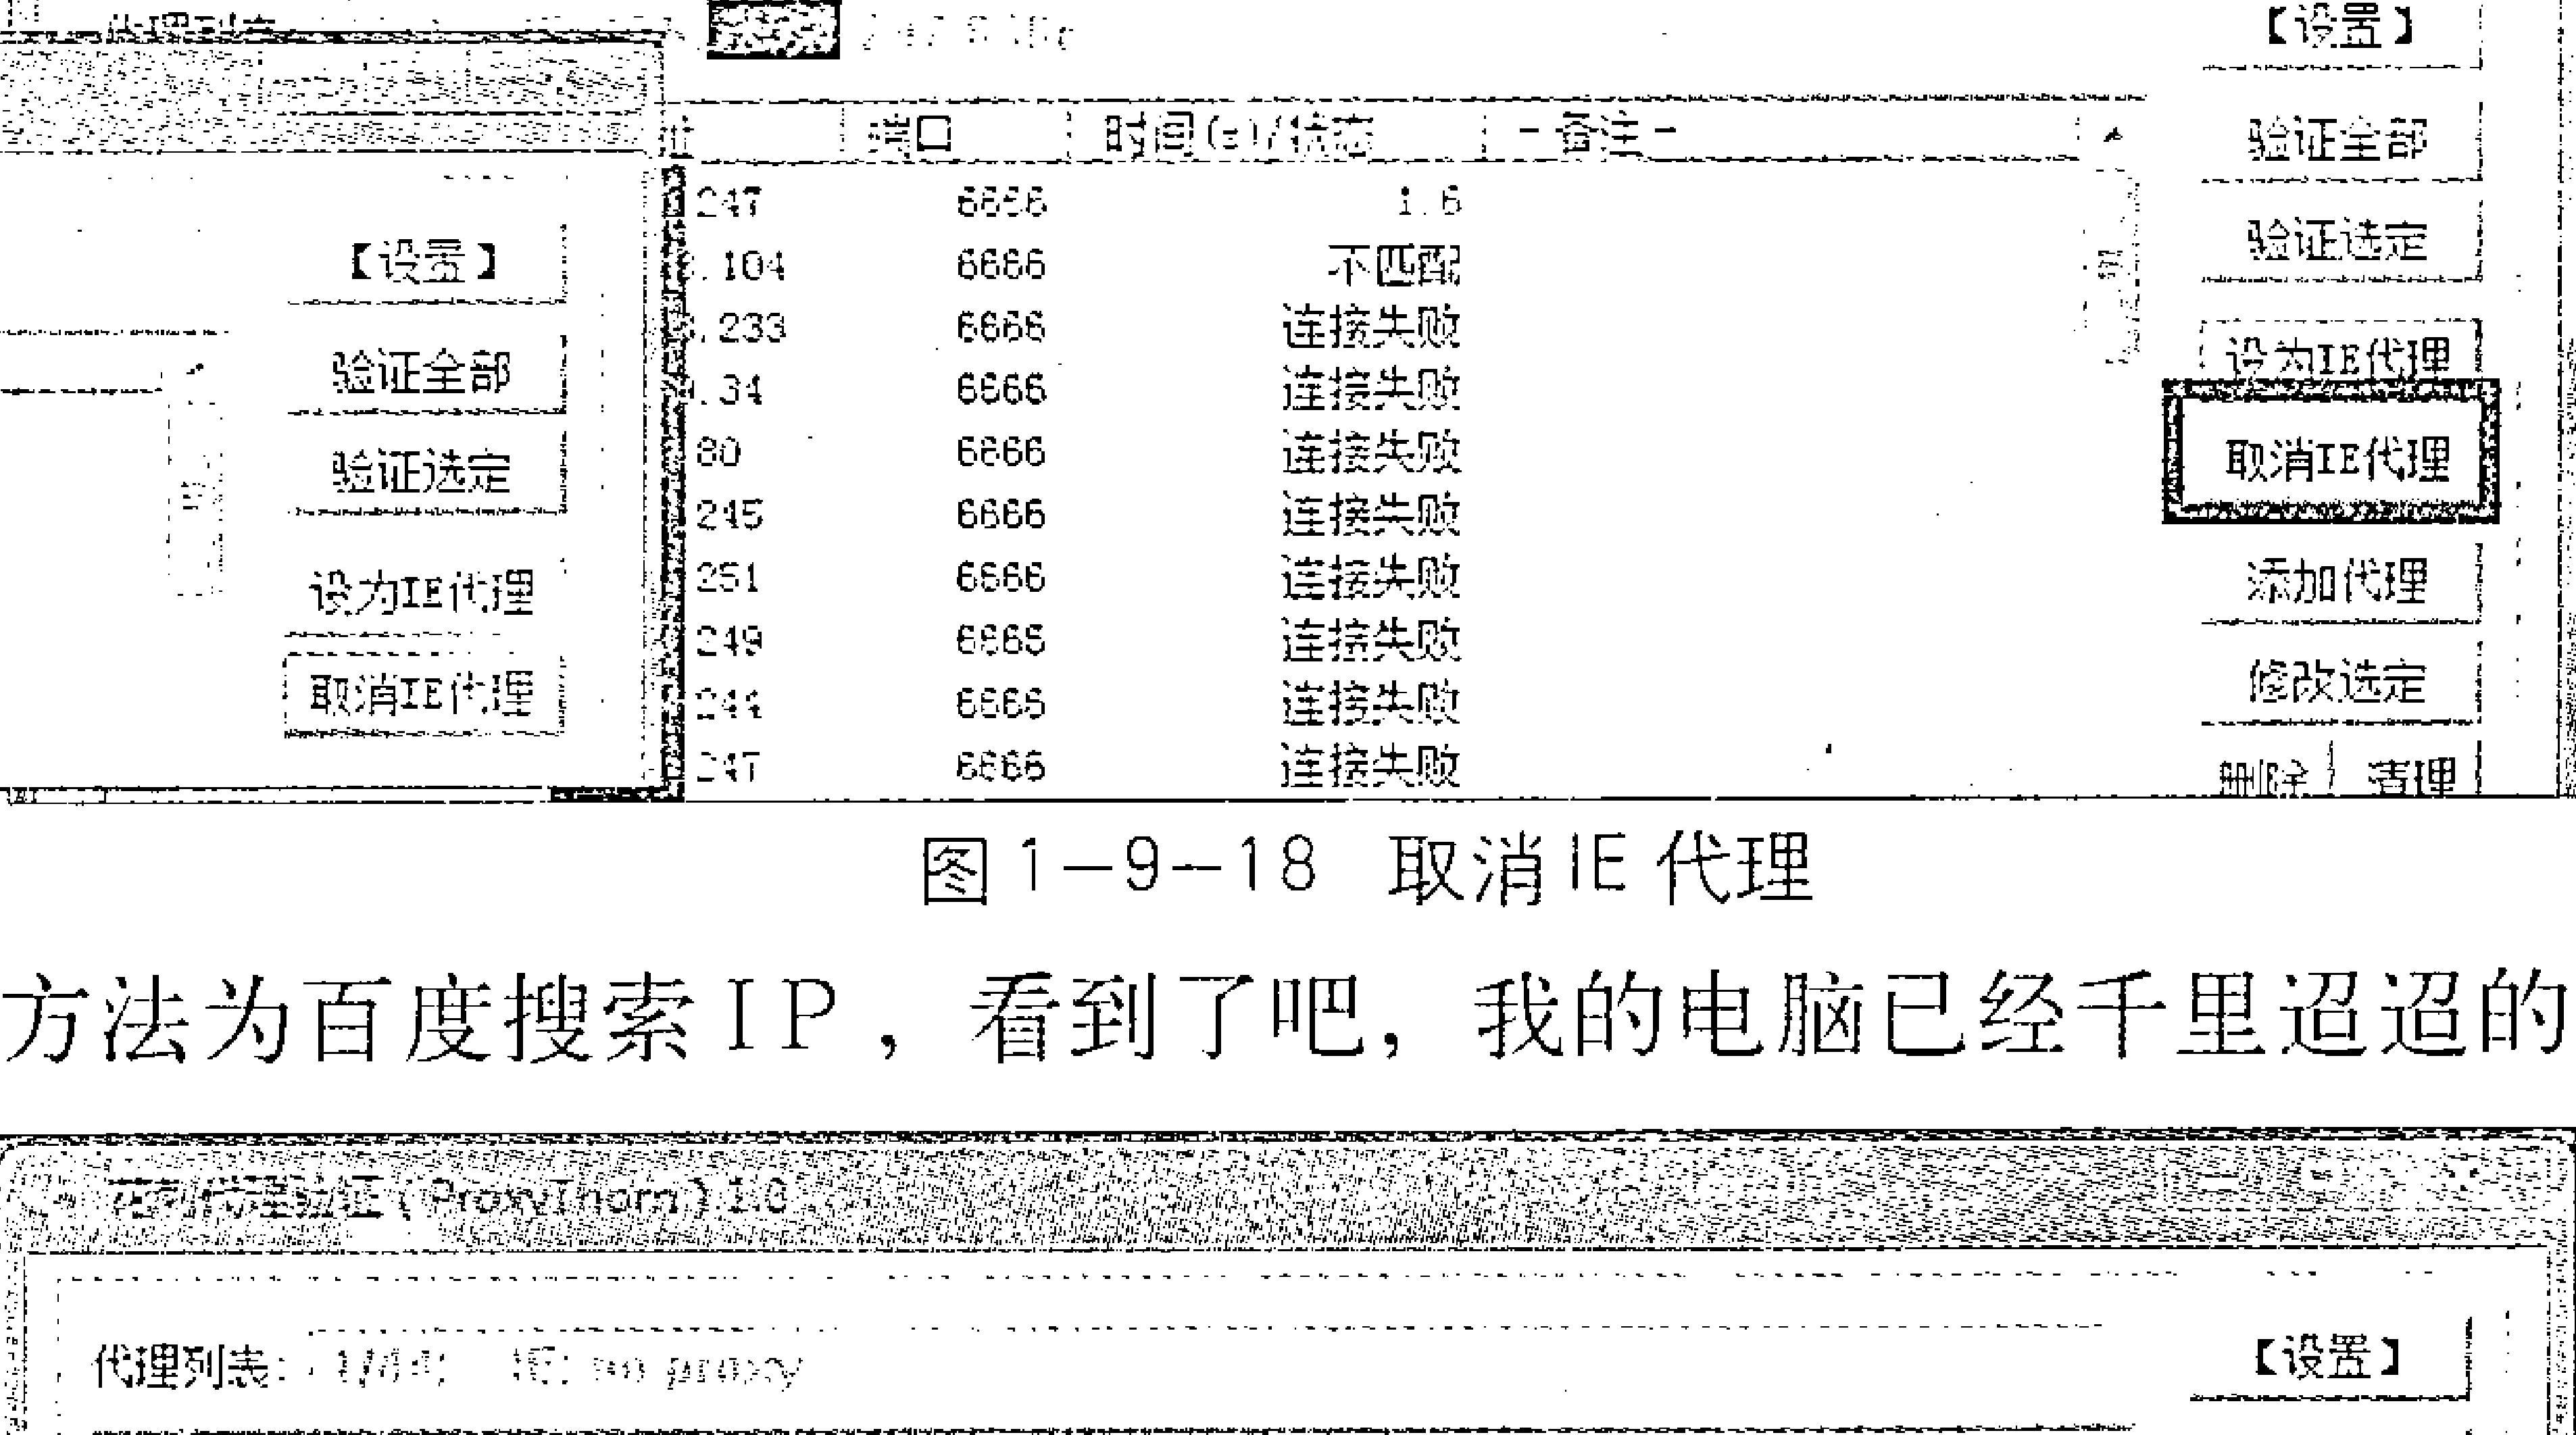 【设置】
端口 时间(s)/状态 -备注-
验证全部
247 6666 1.6
验证选定
.104 6666 不匹配
.233 6666 连接失败
设为IE代理
.34 6666 连接失败
取消IE代理
80 6666 连接失败
245 6666 连接失败
251 6666 连接失败
添加代理
249 6666 连接失败
修改选定
244 6666 连接失败
247 6666 连接失败
删除 清理
【设置】
验证全部
验证选定
设为IE代理
取消IE代理
图1-9-18 取消IE代理
方法为百度搜索IP，看到了吧，我的电脑已经千里迢迢的
(ProxyThorn)
代理列表: IE: no proxy
【设置】